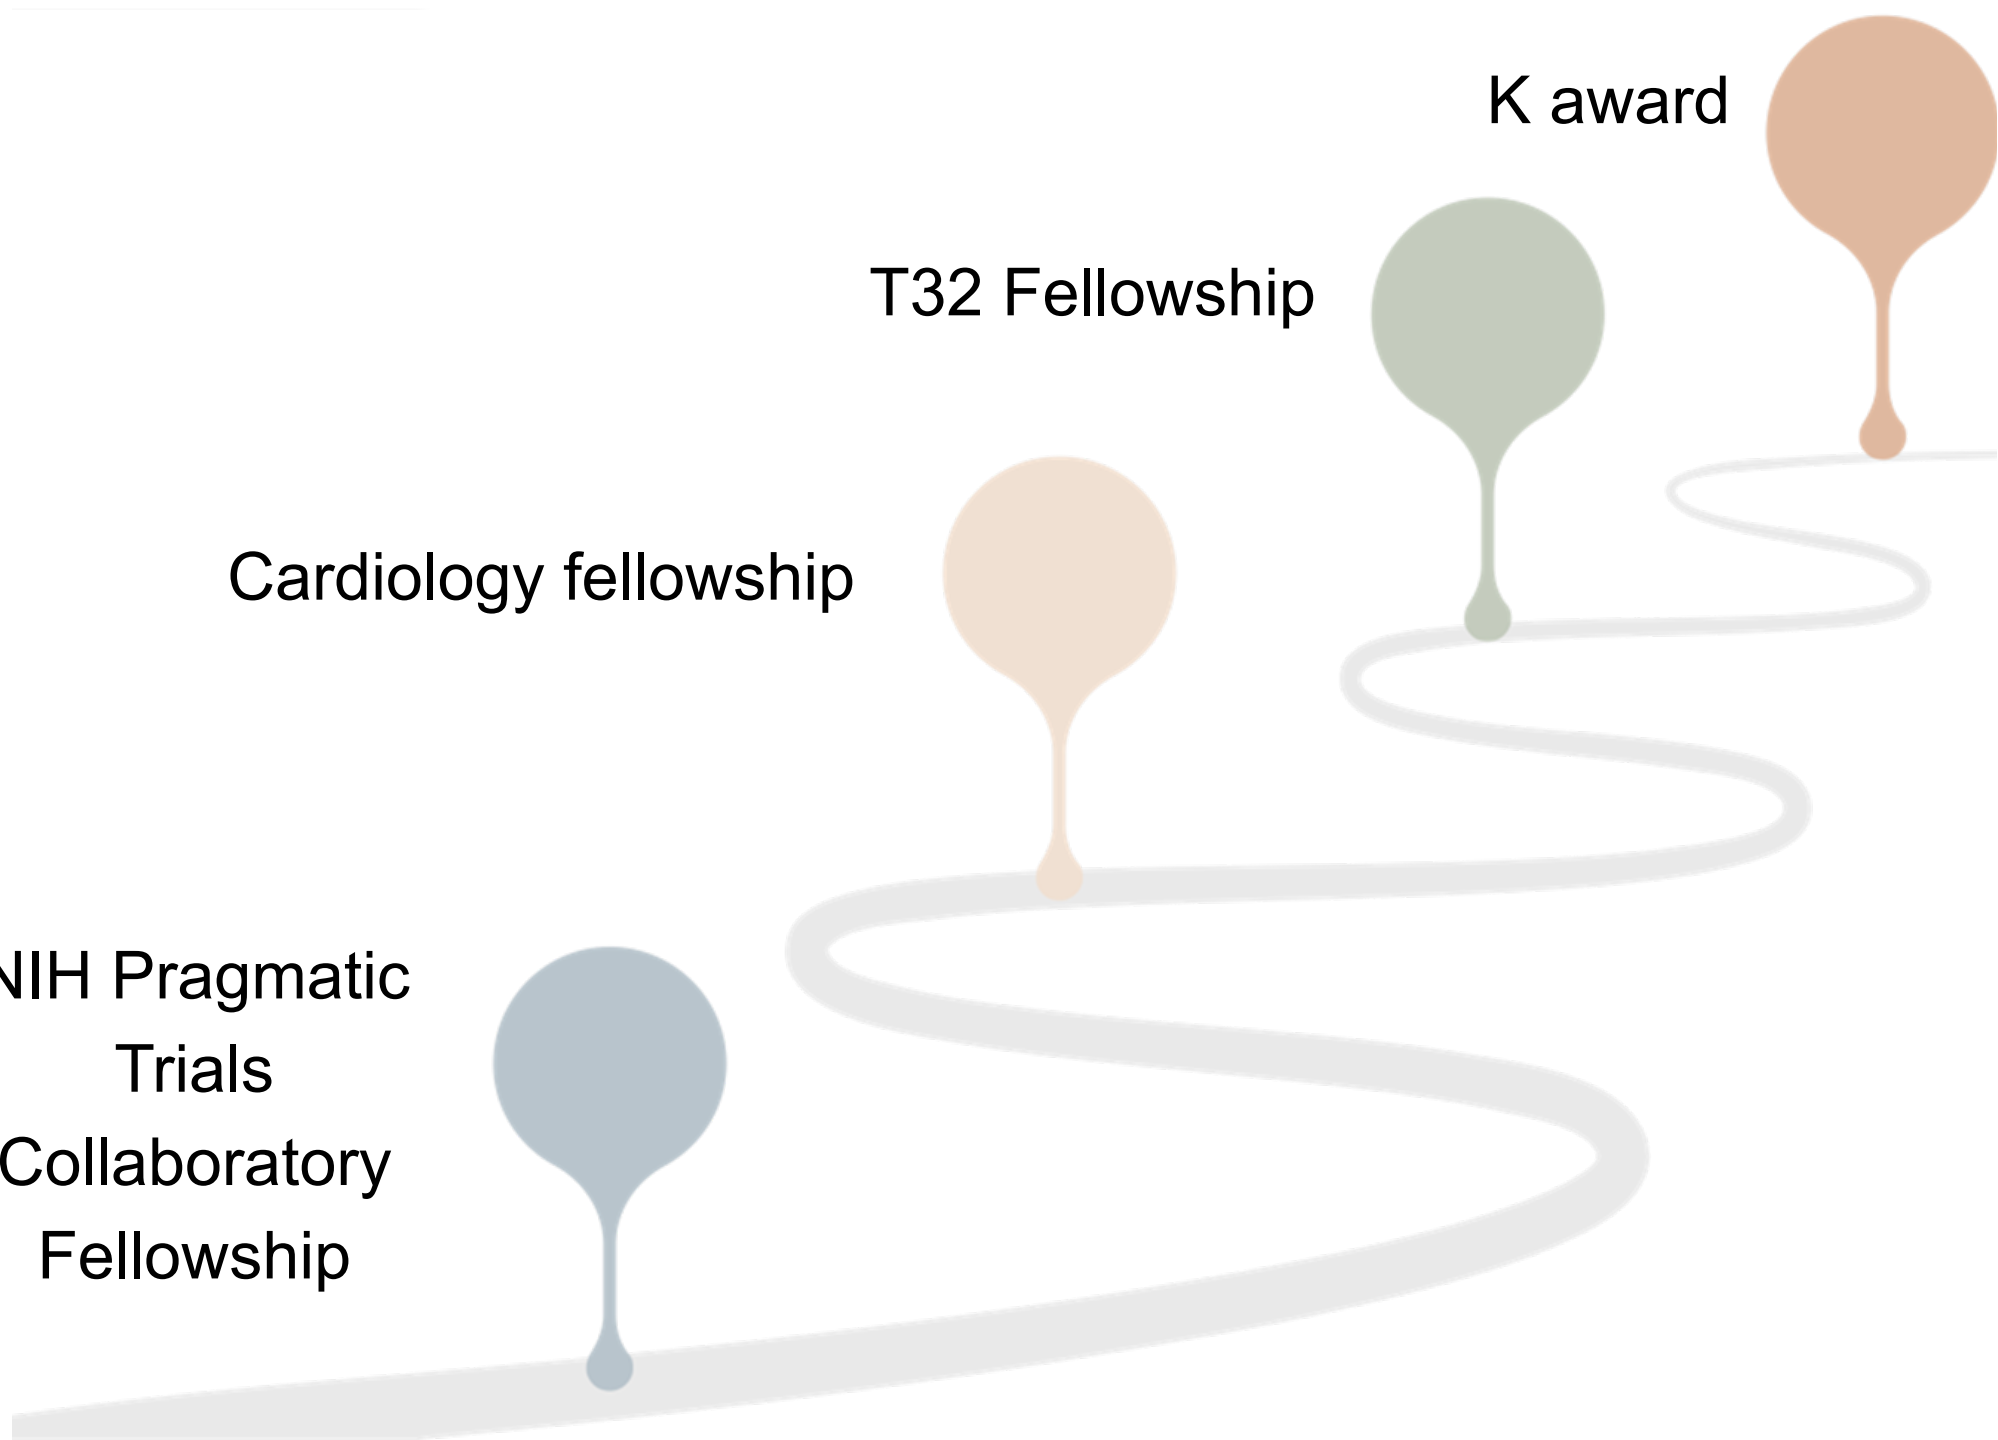 K award
T32 Fellowship
Cardiology fellowship
NIH Pragmatic
Trials
Collaboratory
Fellowship